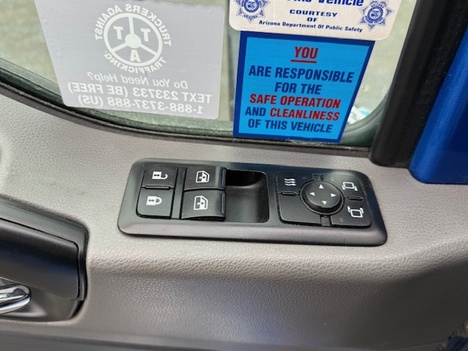 TRUCKERS AGAINST
TRAFFICKING
T
T
A
Do You Need Help?
TEXT 233733 (BE FREE)
1-888-3737-888 (US)
Vehicle
COURTESY
OF
Arizona Department Of Public Safety
YOU
ARE RESPONSIBLE
FOR THE
SAFE OPERATION
AND CLEANLINESS
OF THIS VEHICLE